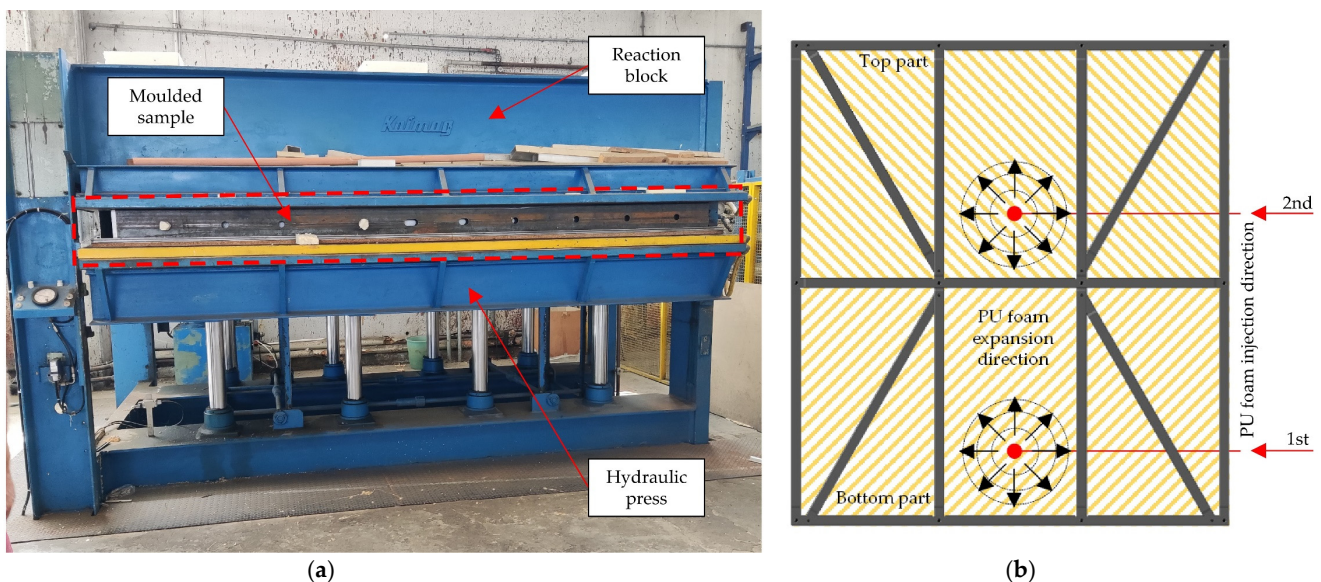 Reaction
block
Moulded
sample
Hydraulic
press
(a)
Top part
2nd
PU foam injection direction
PU foam
expansion
direction
1st
Bottom part
(b)